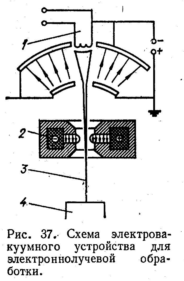 1
−
+
2
3
4
Рис. 37. Схема электрова-
куумного устройства для
электроннолучевой обра-
ботки.